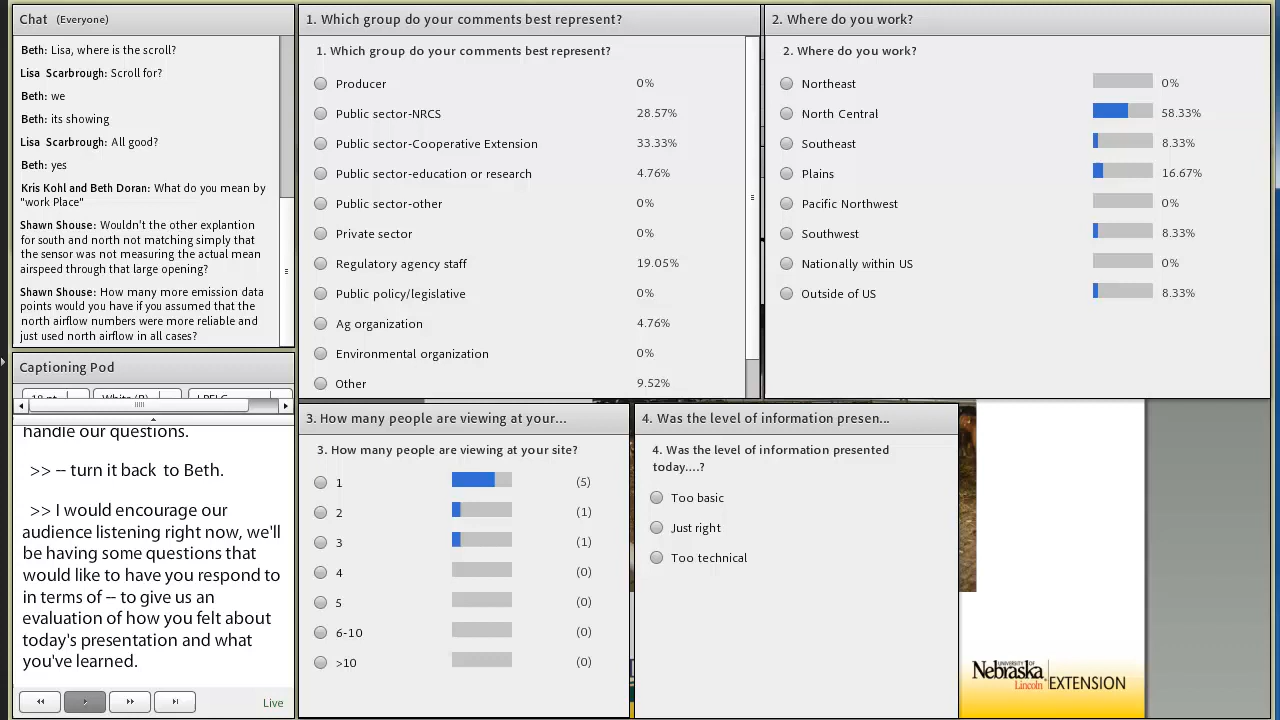 Chat (Everyone)
Beth: Lisa, where is the scroll?
Lisa Scarbrough: Scroll for?
Beth: we
Beth: its showing
Lisa Scarbrough: All good?
Beth: yes
Kris Kohl and Beth Doran: What do you mean by
"work Place"
Shawn Shouse: Wouldn't the other explantion
for south and north not matching simply that
the sensor was not measuring the actual mean
airspeed through that large opening?
Shawn Shouse: How many more emission data
points would you have if you assumed that the
north airflow numbers were more reliable and
just used north airflow in all cases?
Captioning Pod
handle our questions.
>> -- turn it back to Beth.
>> I would encourage our
audience listening right now, we'll
be having some questions that
would like to have you respond to
in terms of -- to give us an
evaluation of how you felt about
today's presentation and what
you've learned.
Live
1. Which group do your comments best represent?
1. Which group do your comments best represent?
Producer 0%
Public sector-NRCS 28.57%
Public sector-Cooperative Extension 33.33%
Public sector-education or research 4.76%
Public sector-other 0%
Private sector 0%
Regulatory agency staff 19.05%
Public policy/legislative 0%
Ag organization 4.76%
Environmental organization 0%
Other 9.52%
2. Where do you work?
2. Where do you work?
Northeast 0%
North Central 58.33%
Southeast 8.33%
Plains 16.67%
Pacific Northwest 0%
Southwest 8.33%
Nationally within US 0%
Outside of US 8.33%
3. How many people are viewing at your...
3. How many people are viewing at your site?
1 (5)
2 (1)
3 (1)
4 (0)
5 (0)
6-10 (0)
>10 (0)
4. Was the level of information presen...
4. Was the level of information presented
today....?
Too basic
Just right
Too technical
UNIVERSITY OF
Nebraska
Lincoln
EXTENSION